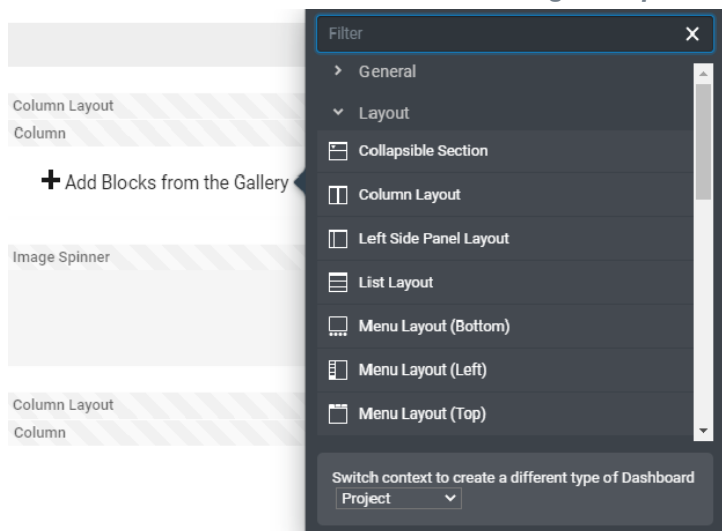 Filter
General
Column Layout
Layout
Column
Collapsible Section
Add Blocks from the Gallery
Column Layout
Left Side Panel Layout
Image Spinner
List Layout
Menu Layout (Bottom)
Menu Layout (Left)
Column Layout
Menu Layout (Top)
Column
Switch context to create a different type of Dashboard
Project